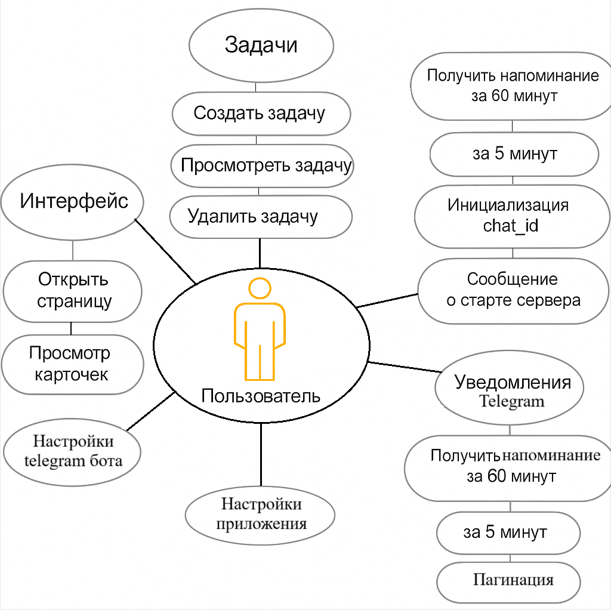 Задачи
Создать задачу
Просмотреть задачу
Удалить задачу
Получить напоминание
за 60 минут
за 5 минут
Инициализация
chat_id
Сообщение
о старте сервера
Интерфейс
Открыть
страницу
Просмотр
карточек
Пользователь
Настройки
telegram бота
Настройки
приложения
Уведомления
Telegram
Получить напоминание
за 60 минут
за 5 минут
Пагинация